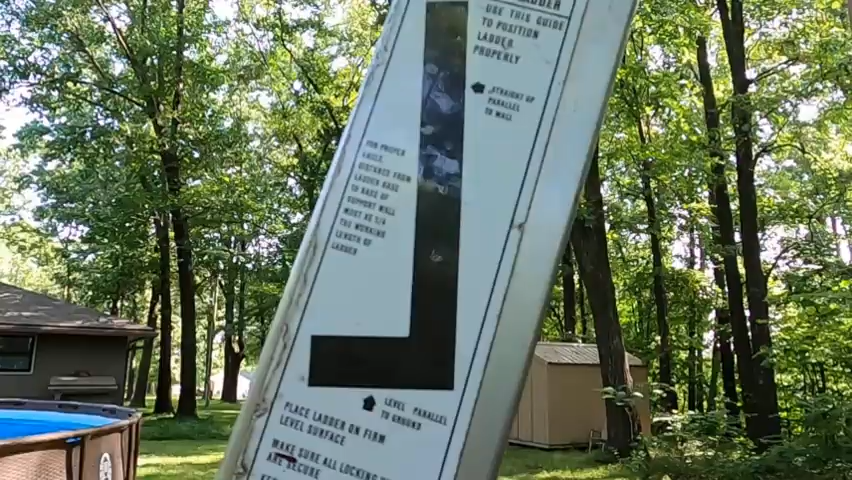 LADDER
USE THIS GUIDE
TO POSITION
LADDER
PROPERLY
STRAIGHT UP
PARALLEL
TO WALL
FOR PROPER
ANGLE,
DISTANCE FROM
LADDER BASE
TO BASE OF
SUPPORT WALL
MUST BE 1/4
THE WORKING
LENGTH OF
LADDER
LEVEL PARALLEL
TO GROUND
PLACE LADDER ON FIRM
LEVEL SURFACE
MAKE SURE ALL LOCKING
ARE SECURE